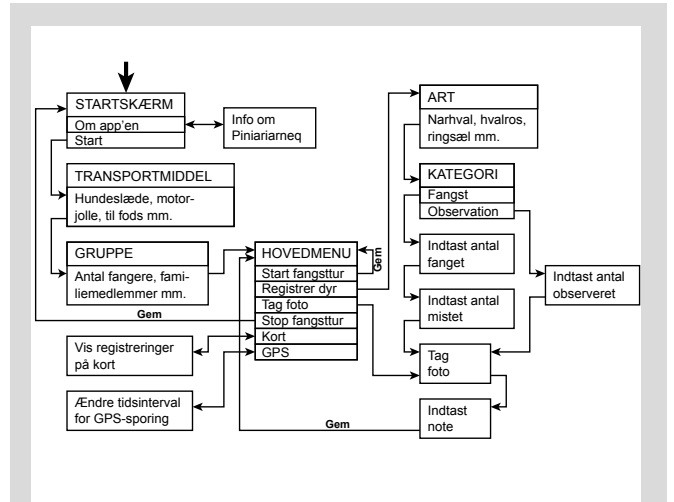 STARTSKÆRM
Om app'en
Start
Info om
Piniariarneq
TRANSPORTMIDDEL
Hundeslæde, motor-
jolle, til fods mm.
GRUPPE
Antal fangere, fami-
liemedlemmer mm.
Gem
HOVEDMENU
Start fangsttur
Registrer dyr
Tag foto
Stop fangsttur
Kort
GPS
Gem
Vis registreringer
på kort
Ændre tidsinterval
for GPS-sporing
Gem
ART
Narhval, hvalros,
ringsæl mm.
KATEGORI
Fangst
Observation
Indtast antal
fanget
Indtast antal
observeret
Indtast antal
mistet
Tag
foto
Indtast
note